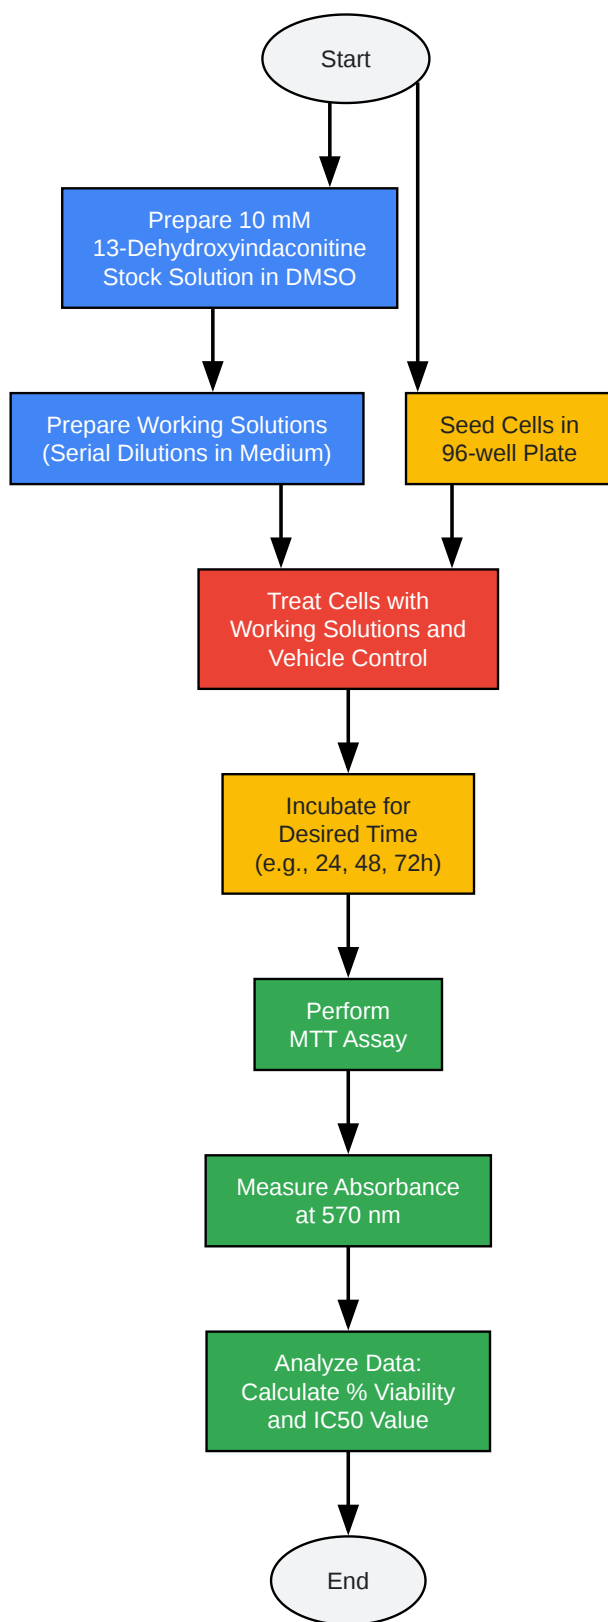 Start
Prepare 10 mM
13-Dehydroxyindaconitine
Stock Solution in DMSO
Prepare Working Solutions
(Serial Dilutions in Medium)
Seed Cells in
96-well Plate
Treat Cells with
Working Solutions and
Vehicle Control
Incubate for
Desired Time
(e.g., 24, 48, 72h)
Perform
MTT Assay
Measure Absorbance
at 570 nm
Analyze Data:
Calculate % Viability
and IC50 Value
End